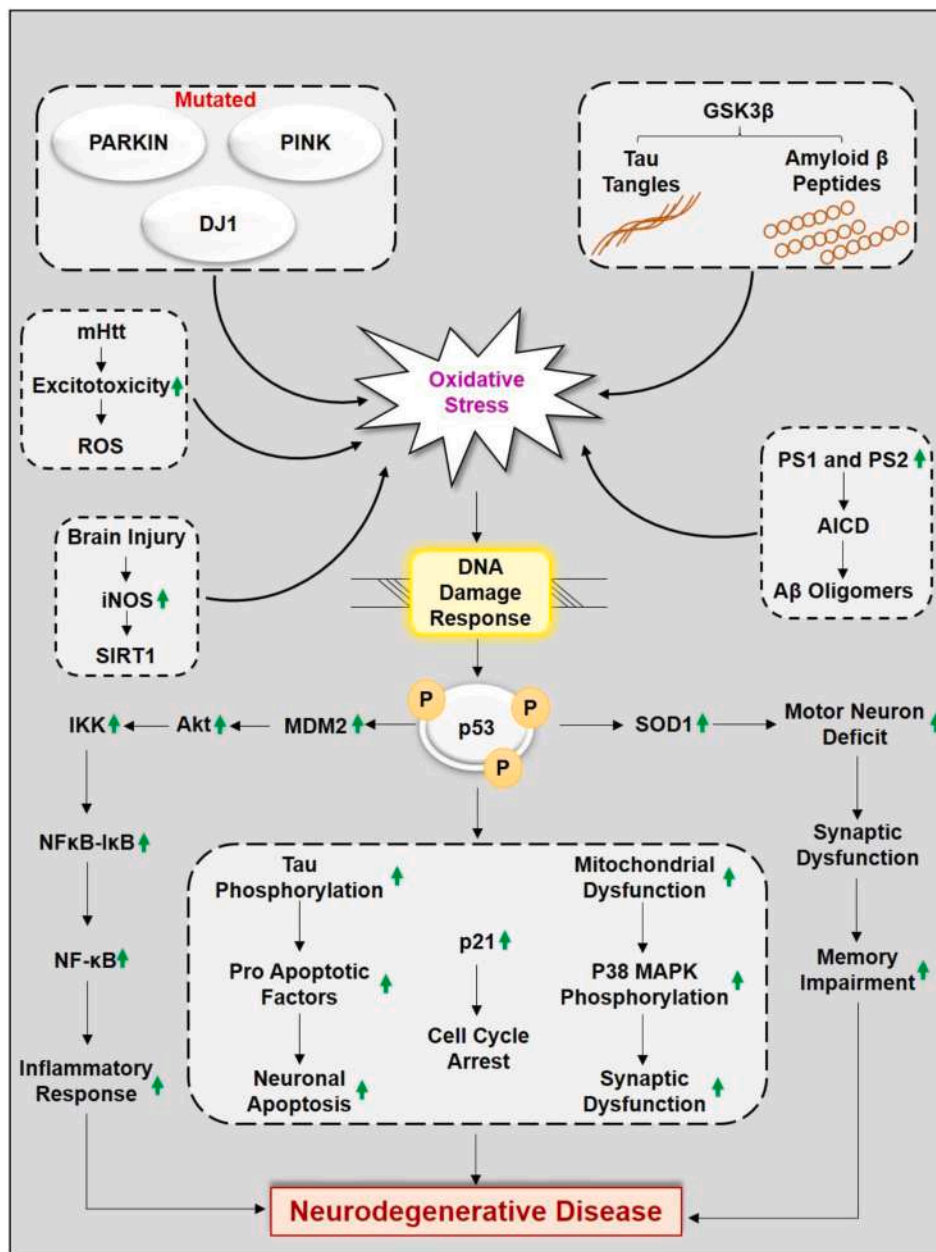 Mutated
PARKIN
PINK
DJ1
GSK3β
Tau
Tangles
Amyloid β
Peptides
mHtt
Excitotoxicity
ROS
Oxidative
Stress
PS1 and PS2
AICD
Aβ Oligomers
Brain Injury
iNOS
SIRT1
DNA
Damage
Response
IKK
Akt
MDM2
P
P
P
p53
SOD1
Motor Neuron
Deficit
NFκB-IκB
NF-κB
Inflammatory
Response
Tau
Phosphorylation
Pro Apoptotic
Factors
Neuronal
Apoptosis
p21
Cell Cycle
Arrest
Mitochondrial
Dysfunction
P38 MAPK
Phosphorylation
Synaptic
Dysfunction
Synaptic
Dysfunction
Memory
Impairment
Neurodegenerative Disease